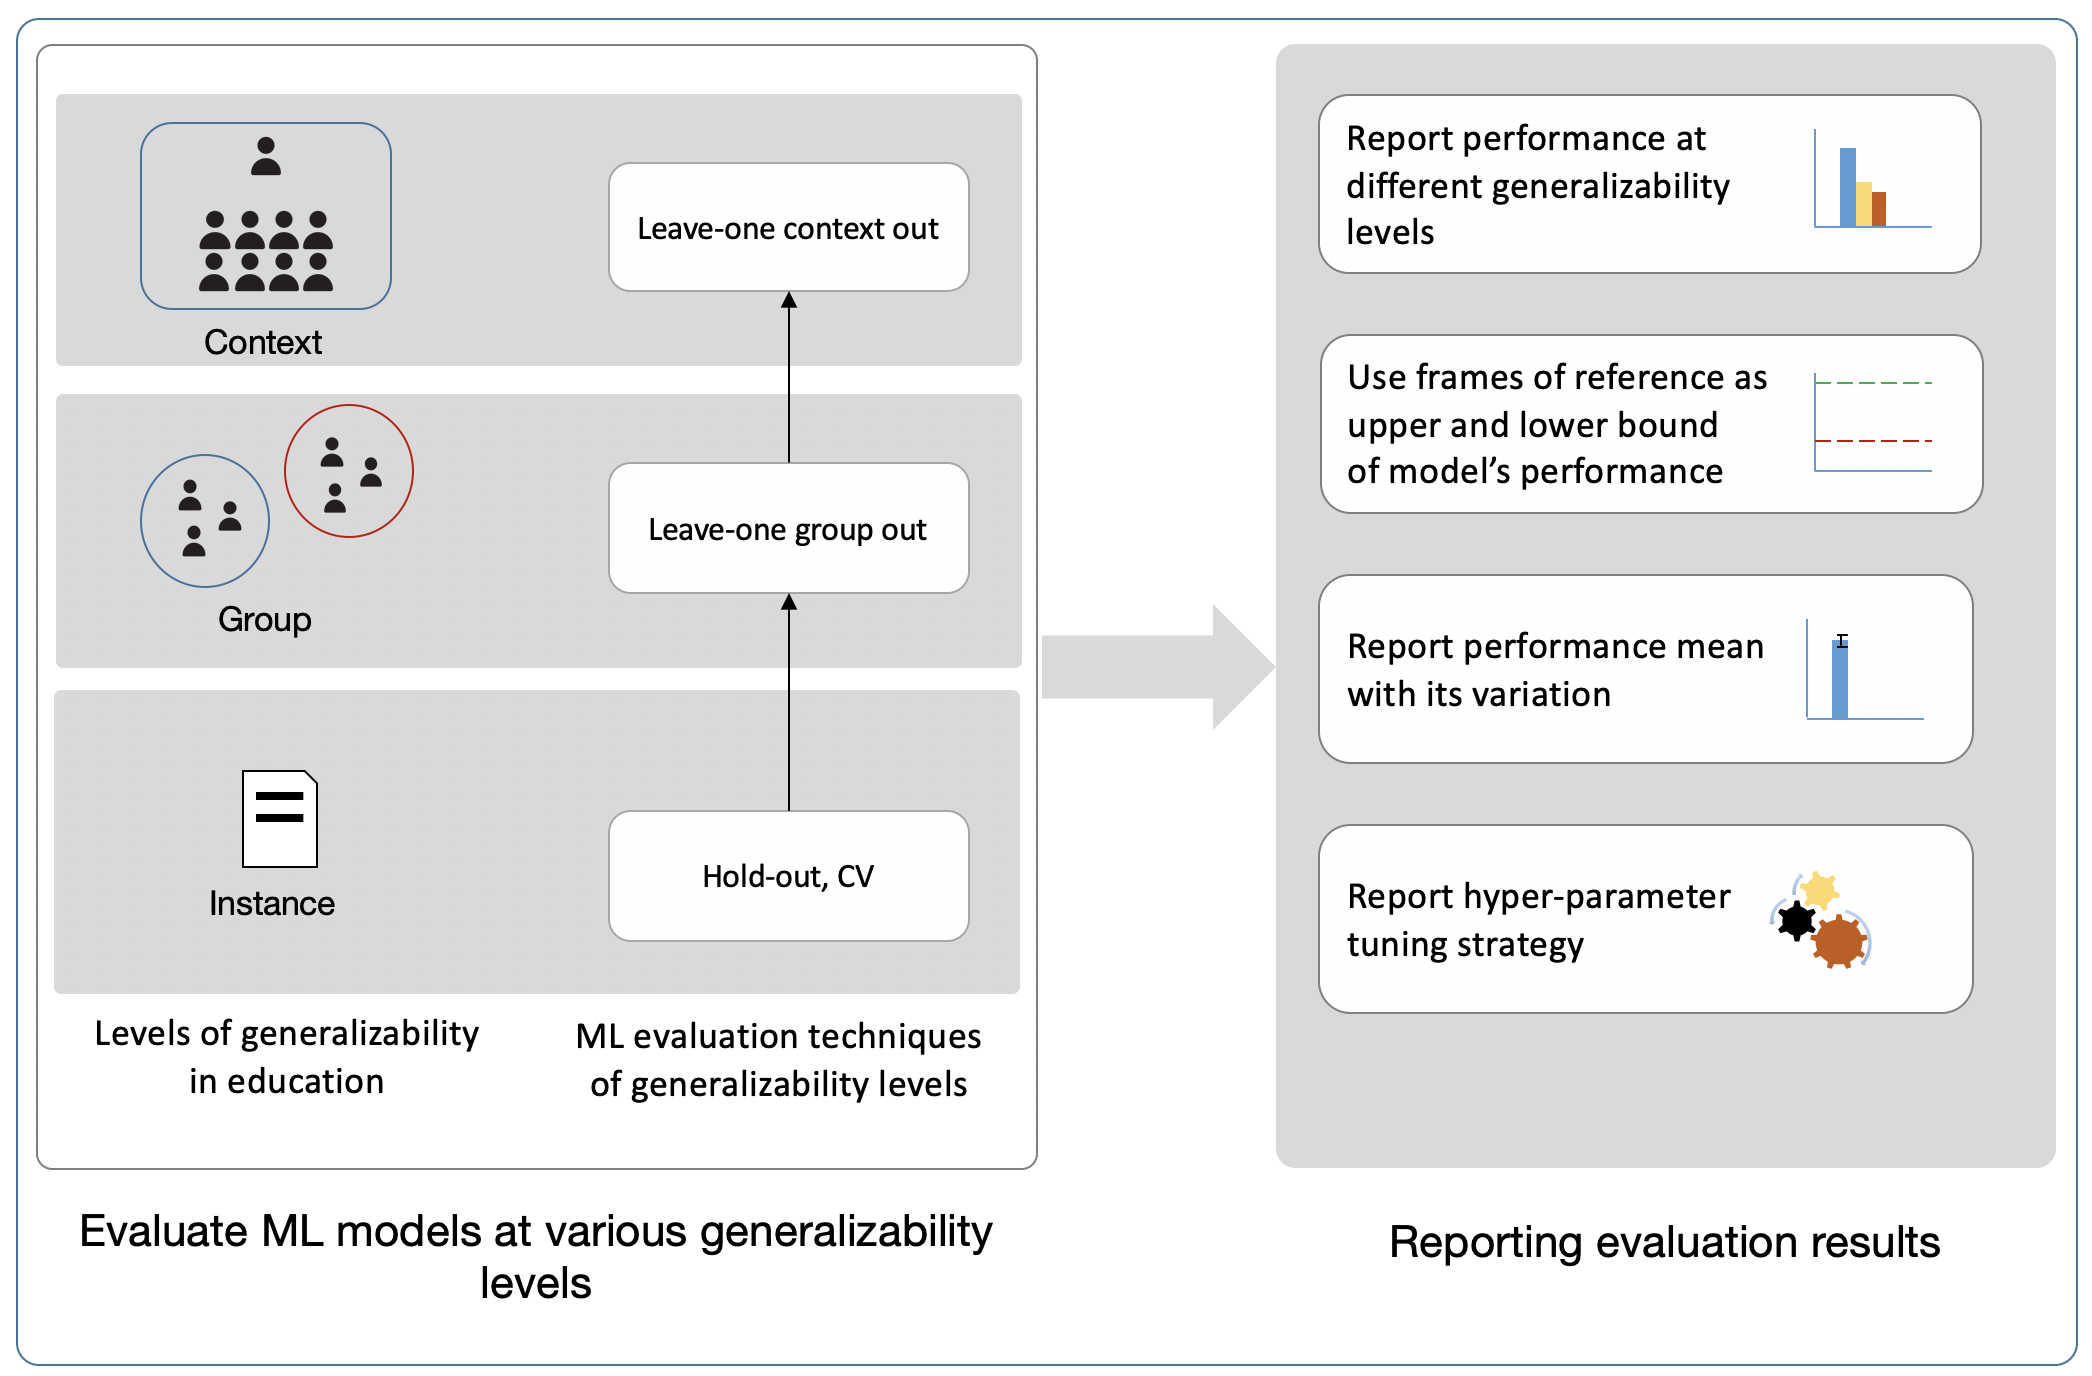 Leave-one context out
Context
Leave-one group out
Group
Hold-out, CV
Instance
Levels of generalizability
in education
ML evaluation techniques
of generalizability levels
Evaluate ML models at various generalizability
levels
Report performance at
different generalizability
levels
Use frames of reference as
upper and lower bound
of model’s performance
Report performance mean
with its variation
Report hyper-parameter
tuning strategy
Reporting evaluation results